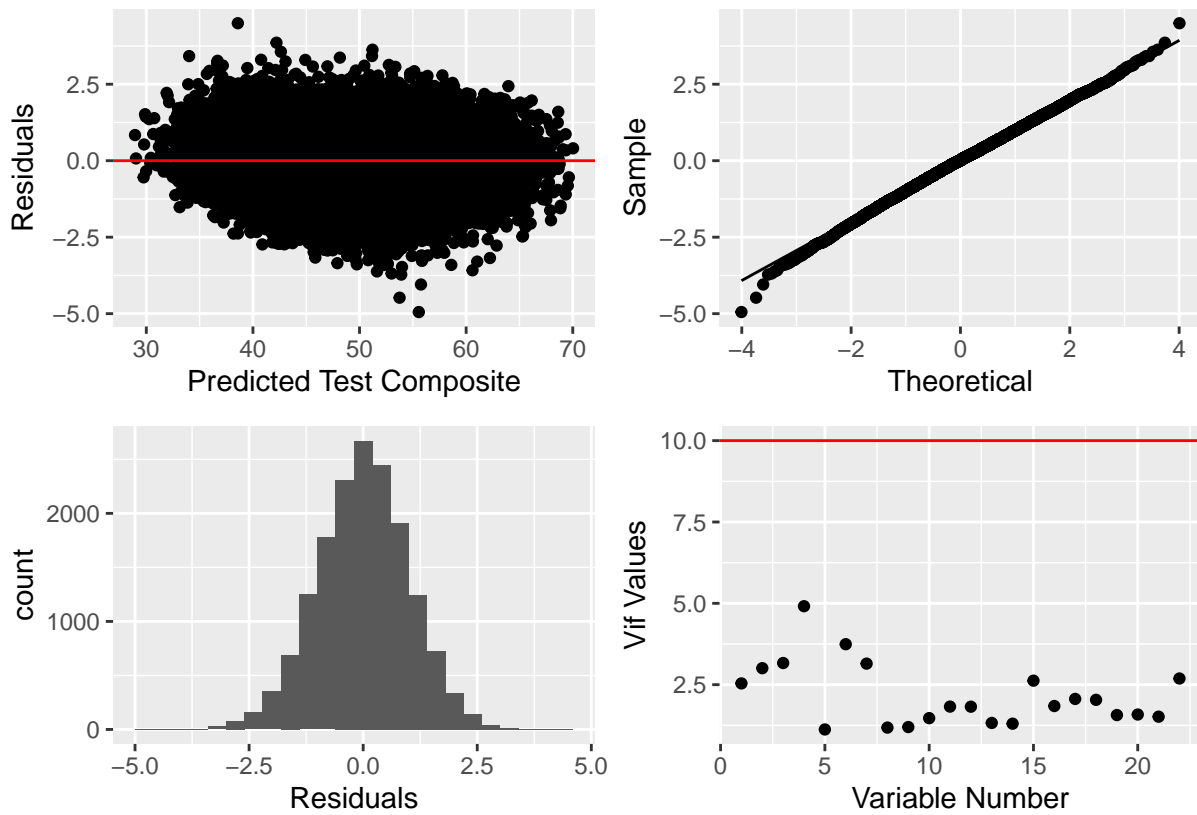 2.5
0.0
−2.5
−5.0
Residuals
30 40 50 60 70
Predicted Test Composite
2.5
0.0
−2.5
−5.0
Sample
−4 −2 0 2 4
Theoretical
2000
1000
0
count
−5.0 −2.5 0.0 2.5 5.0
Residuals
10.0
7.5
5.0
2.5
Vif Values
0 5 10 15 20
Variable Number